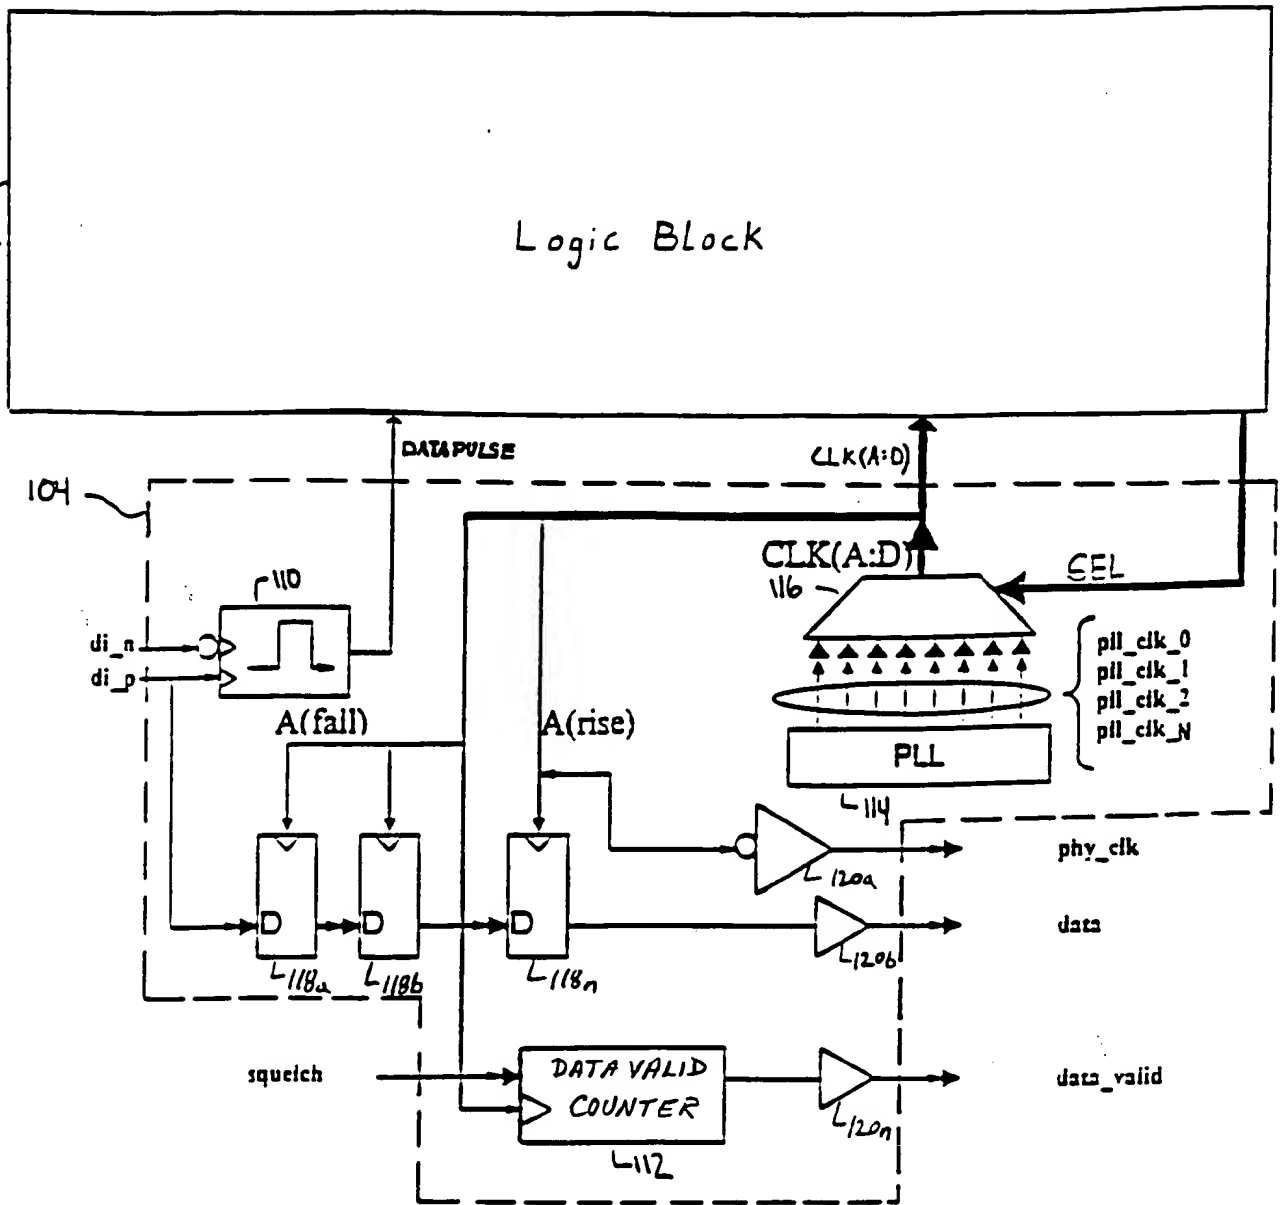 Logic Block
DATAPULSE
CLK(A:D)
104
CLK(A:D)
110
116
SEL
di_n
di_p
pll_clk_0
pll_clk_1
pll_clk_2
pll_clk_N
A(fall)
A(rise)
PLL
114
phy_clk
120a
D
D
D
data
118a
118b
118n
120b
squelch
DATA VALID
COUNTER
data_valid
120n
112